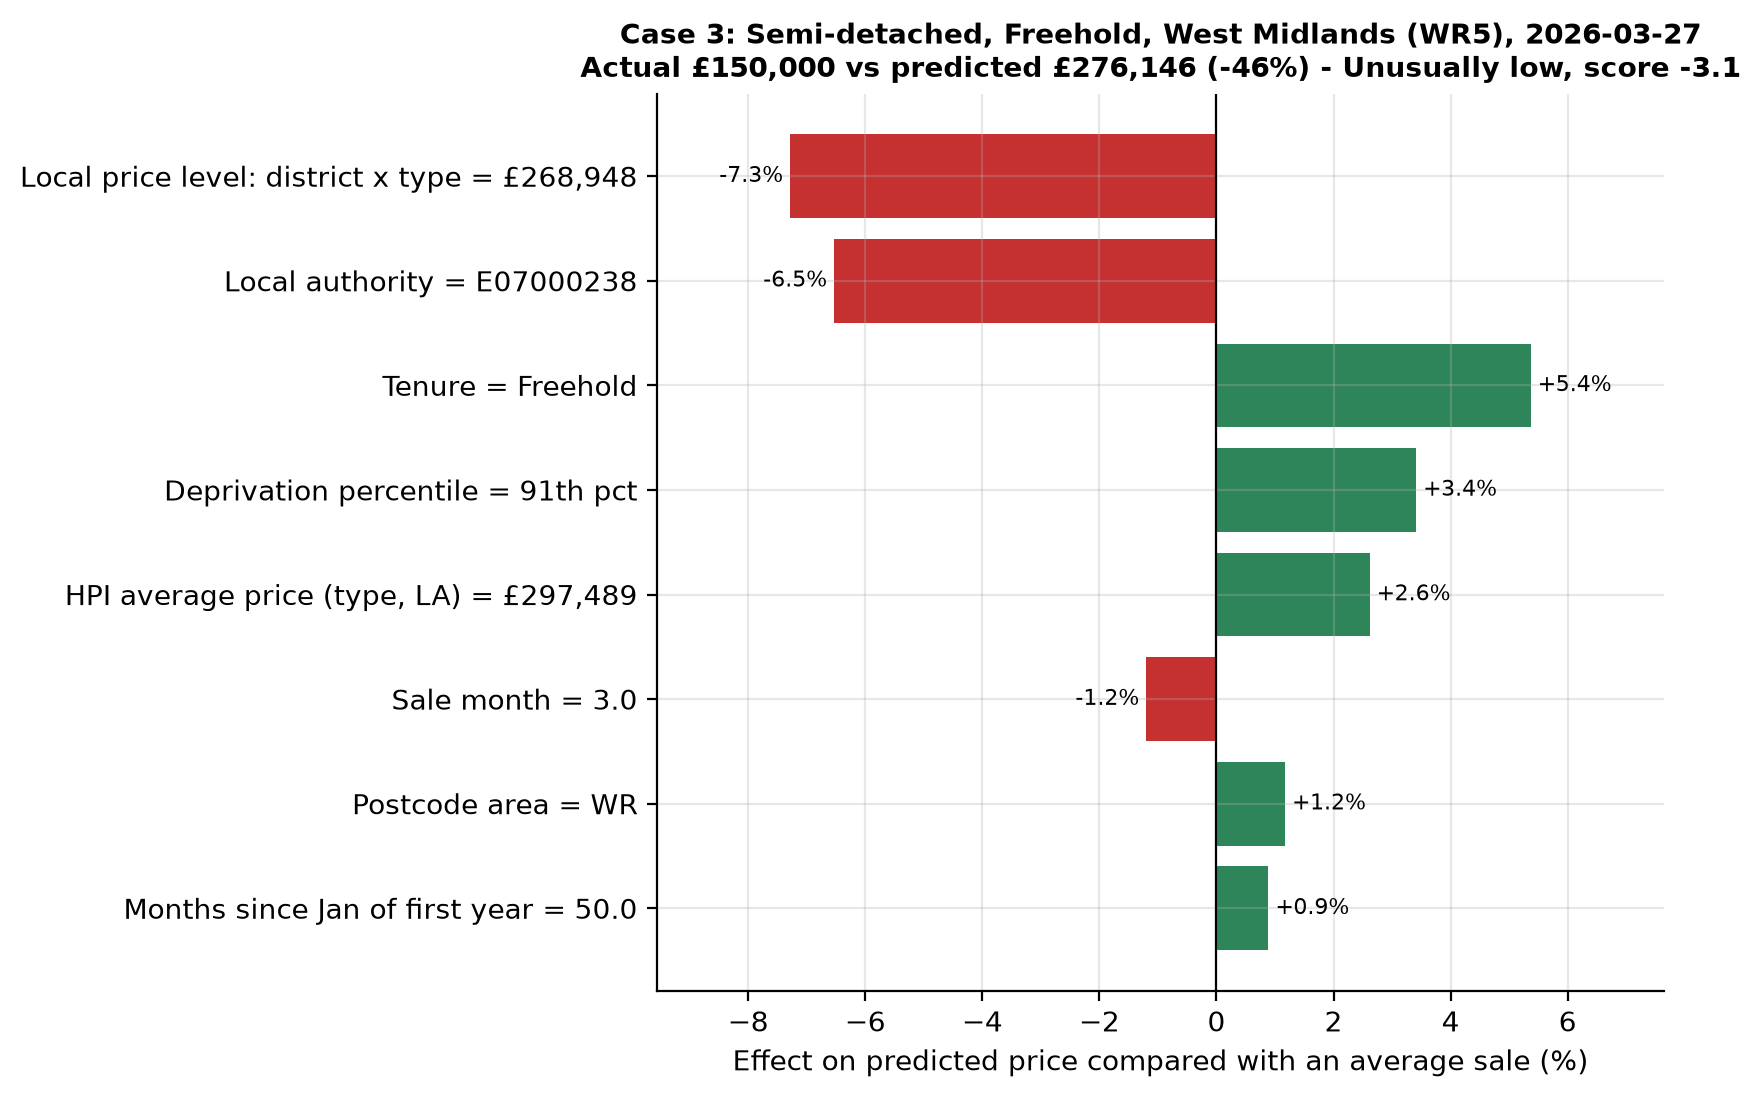 Case 3: Semi-detached, Freehold, West Midlands (WR5), 2026-03-27
Actual £150,000 vs predicted £276,146 (-46%) - Unusually low, score -3.1
Local price level: district x type = £268,948
-7.3%
Local authority = E07000238
-6.5%
Tenure = Freehold
+5.4%
Deprivation percentile = 91th pct
+3.4%
HPI average price (type, LA) = £297,489
+2.6%
Sale month = 3.0
-1.2%
Postcode area = WR
+1.2%
Months since Jan of first year = 50.0
+0.9%
−8 −6 −4 −2 0 2 4 6
Effect on predicted price compared with an average sale (%)